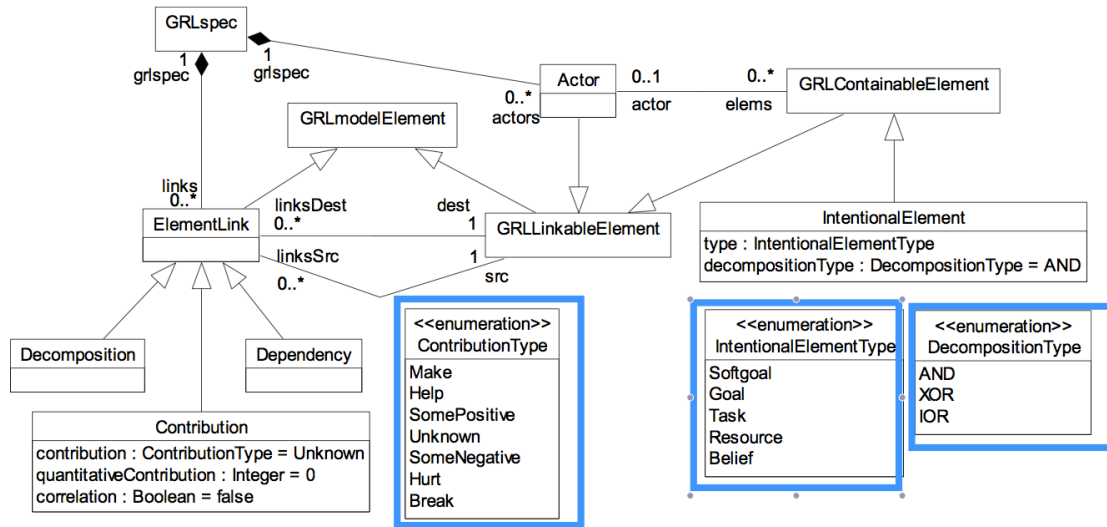 GRLspec
1
grlspec
1
grlspec
Actor
0..*
actors
0..1
actor
0..*
elems
GRLContainableElement
GRLmodelElement
links
0..*
ElementLink
linksDest
0..*
dest
1
GRLLinkableElement
linksSrc
0..*
1
src
IntentionalElement
type : IntentionalElementType
decompositionType : DecompositionType = AND
Decomposition
Dependency
Contribution
contribution : ContributionType = Unknown
quantitativeContribution : Integer = 0
correlation : Boolean = false
<<enumeration>>
ContributionType
Make
Help
SomePositive
Unknown
SomeNegative
Hurt
Break
<<enumeration>>
IntentionalElementType
Softgoal
Goal
Task
Resource
Belief
<<enumeration>>
DecompositionType
AND
XOR
IOR